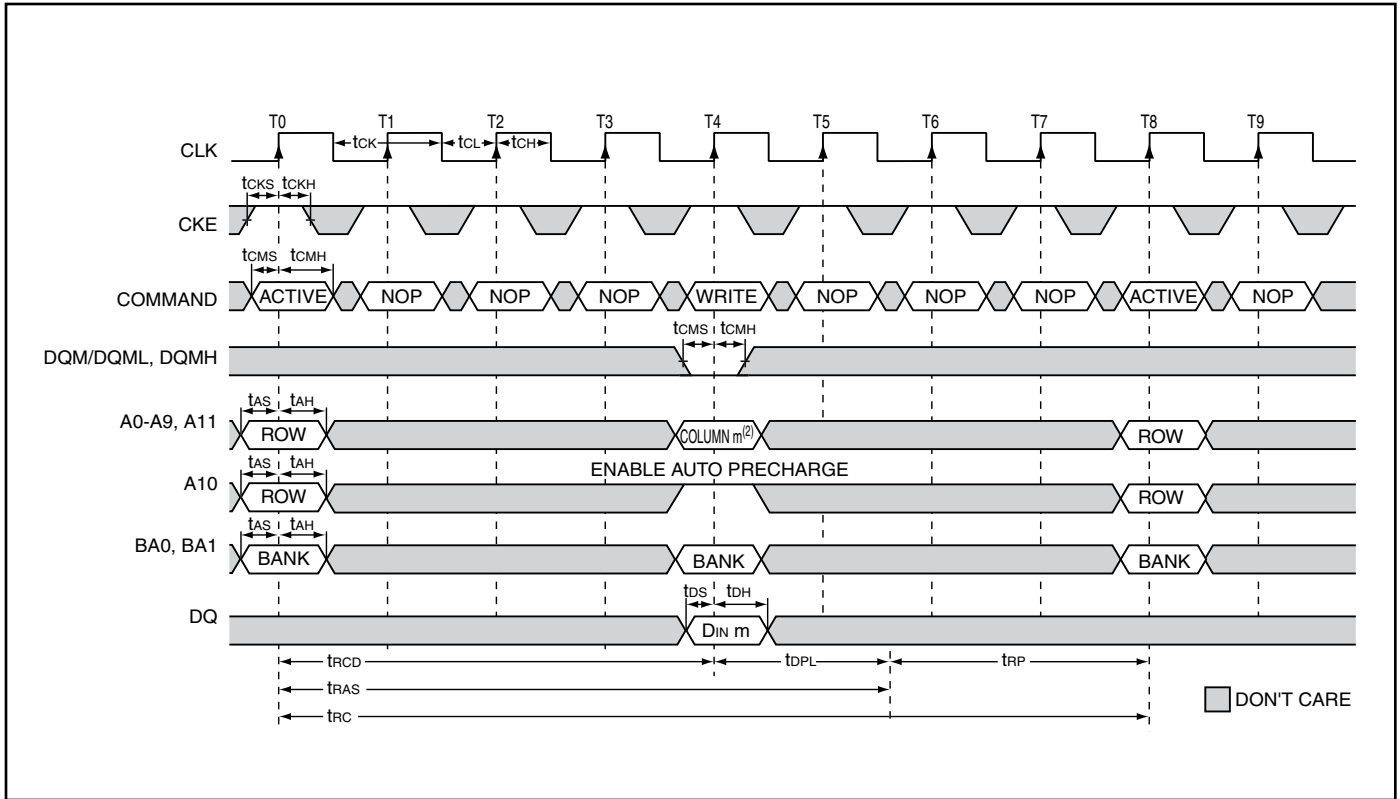 T0 T1 T2 T3 T4 T5 T6 T7 T8 T9
CLK tCK tCL tCH
tCKS tCKH
CKE
tCMS tCMH
COMMAND ACTIVE NOP NOP NOP WRITE NOP NOP NOP ACTIVE NOP
tCMS tCMH
DQM/DQML, DQMH
tAS tAH
A0-A9, A11 ROW COLUMN m(2) ROW
tAS tAH ENABLE AUTO PRECHARGE
A10 ROW ROW
tAS tAH
BA0, BA1 BANK BANK BANK
tDS tDH
DQ DIN m
tRCD tDPL tRP
tRAS
DON'T CARE
tRC